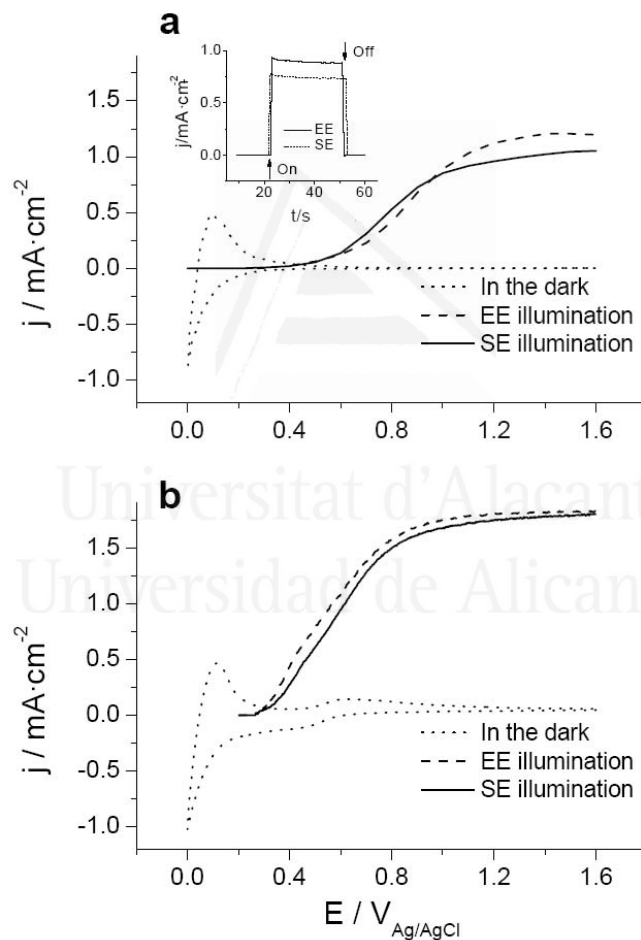 a
1.0
0.5
0.0
j/mA·cm-2
20
40
60
t/s
Off
On
EE
SE
1.5
1.0
0.5
0.0
-0.5
-1.0
j / mA·cm-2
In the dark
EE illumination
SE illumination
0.0 0.4 0.8 1.2 1.6
Universitat d'Alacant
Universidad de Alican
b
1.5
1.0
0.5
0.0
-0.5
-1.0
j / mA·cm-2
In the dark
EE illumination
SE illumination
0.0 0.4 0.8 1.2 1.6
E / VAg/AgCl